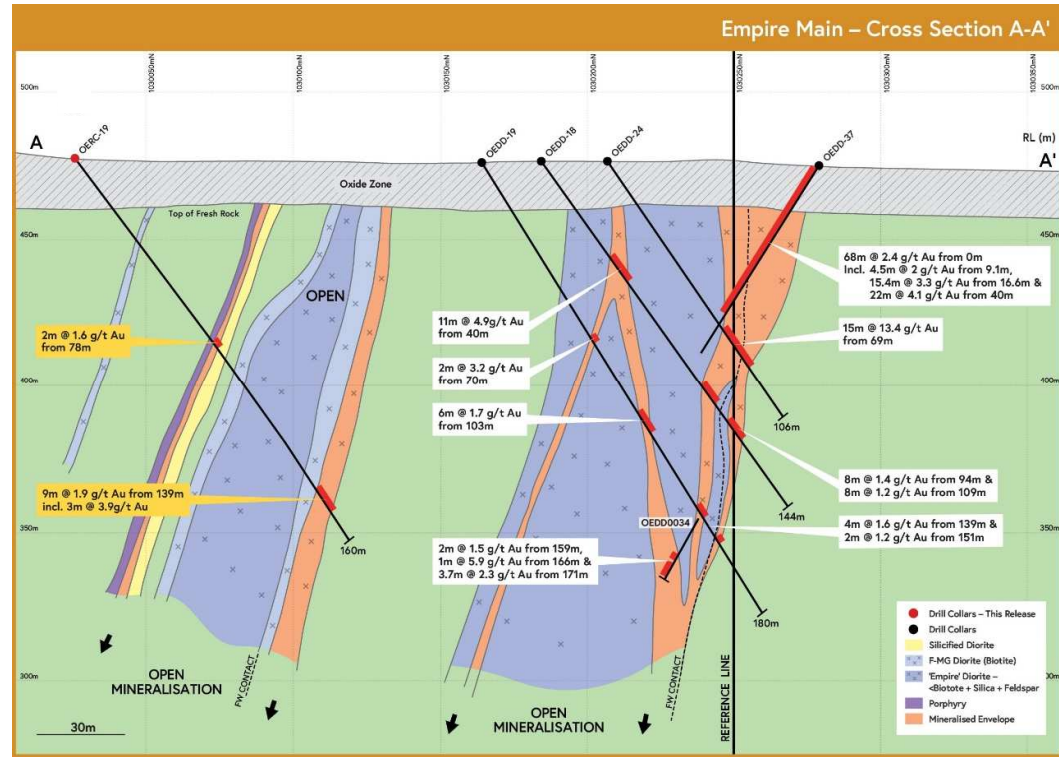 Empire Main – Cross Section A-A'
1030050mN
1030100mN
1030150mN
1030200mN
1030250mN
1030300mN
1030350mN
500m
500m
A
OERC-19
OEDD-19
OEDD-18
OEDD-24
OEDD-37
RL (m)
A'
Oxide Zone
Top of Fresh Rock
450m
450m
OPEN
68m @ 2.4 g/t Au from 0m
Incl. 4.5m @ 2 g/t Au from 9.1m,
15.4m @ 3.3 g/t Au from 16.6m &
22m @ 4.1 g/t Au from 40m
11m @ 4.9g/t Au
from 40m
2m @ 1.6 g/t Au
from 78m
15m @ 13.4 g/t Au
from 69m
2m @ 3.2 g/t Au
from 70m
400m
400m
6m @ 1.7 g/t Au
from 103m
106m
9m @ 1.9 g/t Au from 139m
incl. 3m @ 3.9g/t Au
8m @ 1.4 g/t Au from 94m &
8m @ 1.2 g/t Au from 109m
144m
OEDD0034
4m @ 1.6 g/t Au from 139m &
2m @ 1.2 g/t Au from 151m
350m
350m
160m
2m @ 1.5 g/t Au from 159m,
1m @ 5.9 g/t Au from 166m &
3.7m @ 2.3 g/t Au from 171m
180m
Drill Collars – This Release
Drill Collars
Silicified Diorite
F-MG Diorite (Biotite)
'Empire' Diorite –
<Biotote + Silica + Feldspar
Porphyry
Mineralised Envelope
OPEN
MINERALISATION
FW CONTACT
300m
OPEN
MINERALISATION
FW CONTACT
REFERENCE LINE
30m